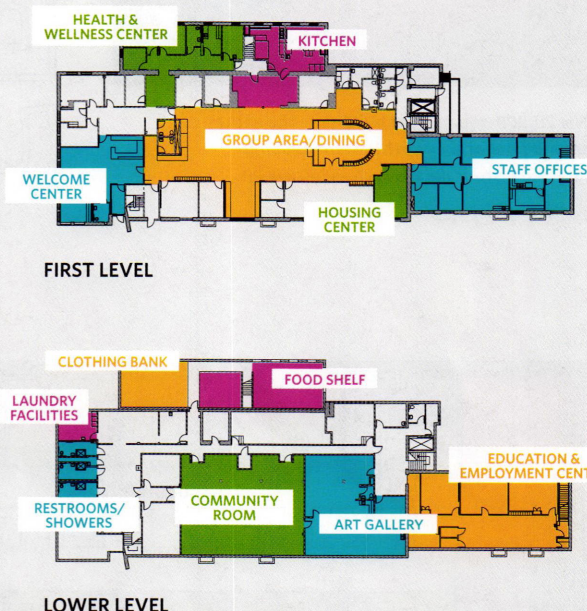 HEALTH &
WELLNESS CENTER
KITCHEN
GROUP AREA/DINING
WELCOME
CENTER
STAFF OFFICES
HOUSING
CENTER
FIRST LEVEL
CLOTHING BANK
FOOD SHELF
LAUNDRY
FACILITIES
EDUCATION &
EMPLOYMENT CENT
RESTROOMS/
SHOWERS
COMMUNITY
ROOM
ART GALLERY
LOWER LEVEL